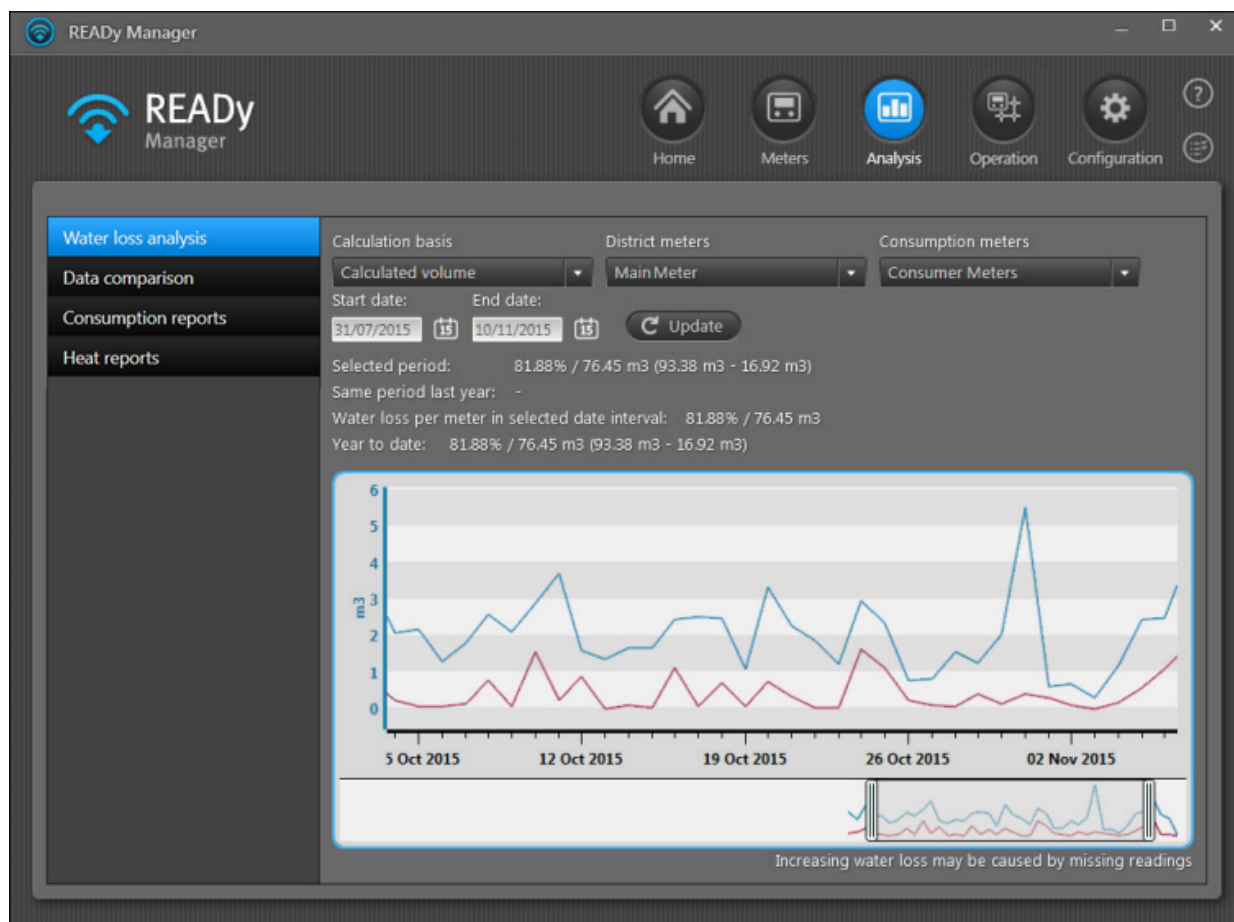 READy Manager
READy
Manager
Home
Meters
Analysis
Operation
Configuration
?
Water loss analysis
Data comparison
Consumption reports
Heat reports
Calculation basis
District meters
Consumption meters
Calculated volume
Main Meter
Consumer Meters
Start date:
End date:
31/07/2015
15
10/11/2015
15
Update
Selected period: 81.88% / 76.45 m3 (93.38 m3 - 16.92 m3)
Same period last year: -
Water loss per meter in selected date interval: 81.88% / 76.45 m3
Year to date: 81.88% / 76.45 m3 (93.38 m3 - 16.92 m3)
6
5
4
3
2
1
0
m3
5 Oct 2015
12 Oct 2015
19 Oct 2015
26 Oct 2015
02 Nov 2015
Increasing water loss may be caused by missing readings